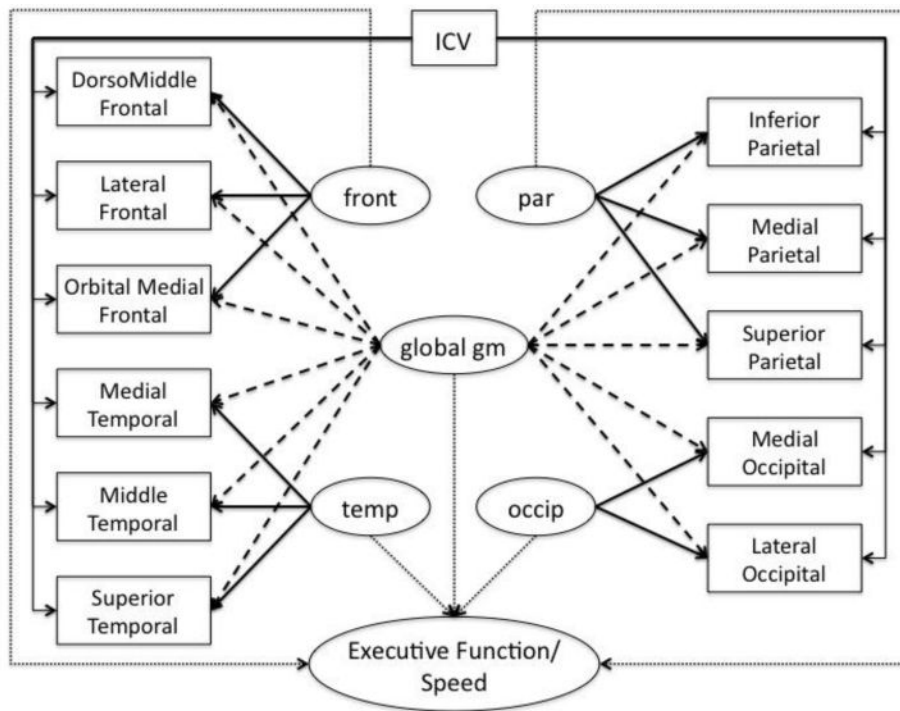 ICV
DorsoMiddle
Frontal
Lateral
Frontal
Orbital Medial
Frontal
Medial
Temporal
Middle
Temporal
Superior
Temporal
front
par
global gm
temp
occip
Inferior
Parietal
Medial
Parietal
Superior
Parietal
Medial
Occipital
Lateral
Occipital
Executive Function/
Speed